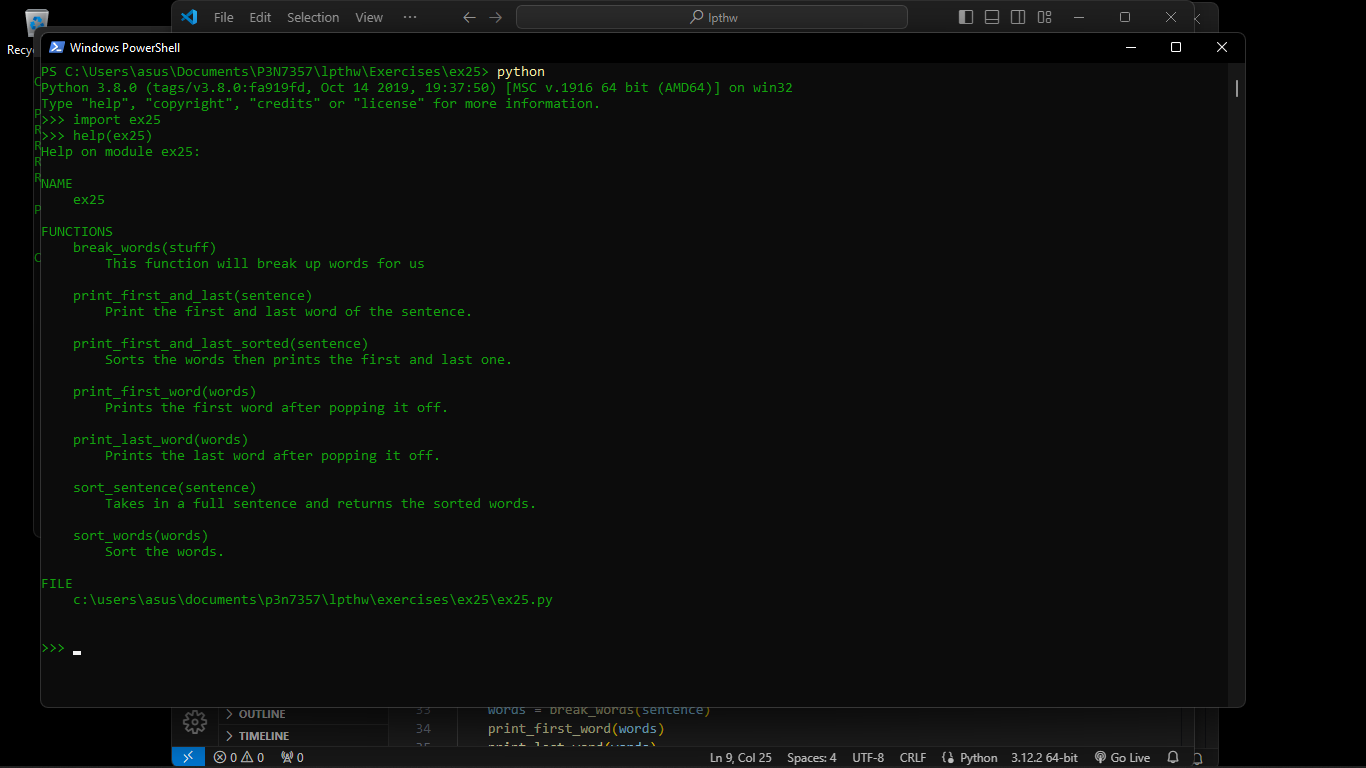 File Edit Selection View ··· lpthw
Recyc
Windows PowerShell
PS C:\Users\asus\Documents\P3N7357\lpthw\Exercises\ex25> python
Python 3.8.0 (tags/v3.8.0:fa919fd, Oct 14 2019, 19:37:50) [MSC v.1916 64 bit (AMD64)] on win32
Type "help", "copyright", "credits" or "license" for more information.
>>> import ex25
>>> help(ex25)
Help on module ex25:
NAME
ex25
FUNCTIONS
break_words(stuff)
This function will break up words for us
print_first_and_last(sentence)
Print the first and last word of the sentence.
print_first_and_last_sorted(sentence)
Sorts the words then prints the first and last one.
print_first_word(words)
Prints the first word after popping it off.
print_last_word(words)
Prints the last word after popping it off.
sort_sentence(sentence)
Takes in a full sentence and returns the sorted words.
sort_words(words)
Sort the words.
FILE
c:\users\asus\documents\p3n7357\lpthw\exercises\ex25\ex25.py
>>>
OUTLINE
33 words = break_words(sentence)
34 print_first_word(words)
TIMELINE
35 print_last_word(words)
0 0 0 Ln 9, Col 25 Spaces: 4 UTF-8 CRLF Python 3.12.2 64-bit Go Live